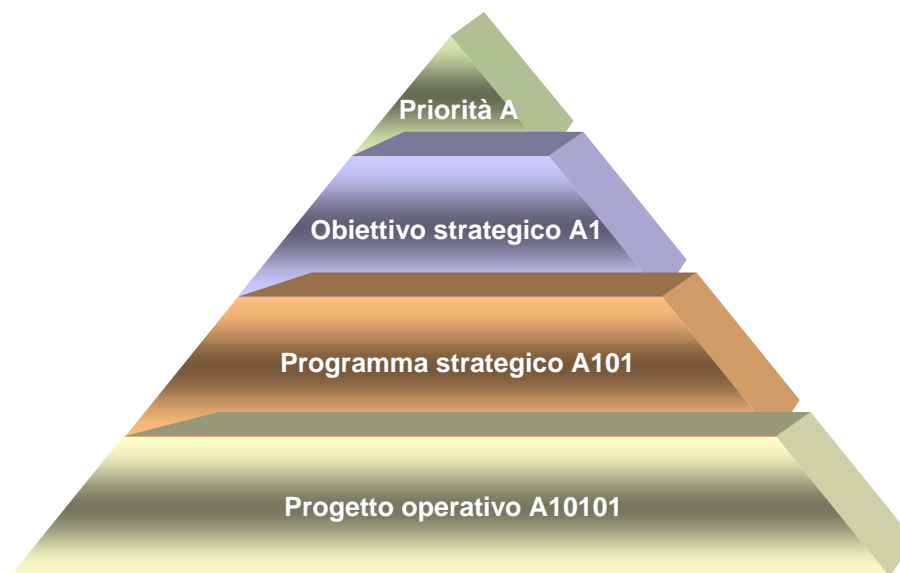 Priorità A
Obiettivo strategico A1
Programma strategico A101
Progetto operativo A10101